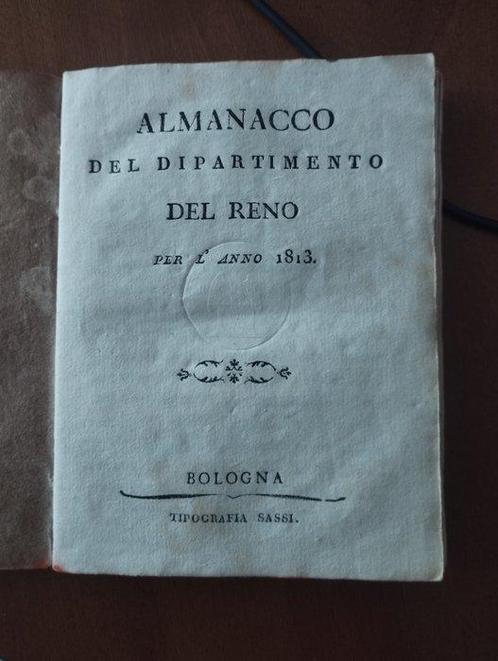 ALMANACCO
DEL DIPARTIMENTO
DEL RENO
PER L' ANNO 1813.
BOLOGNA
TIPOGRAFIA SASSI.